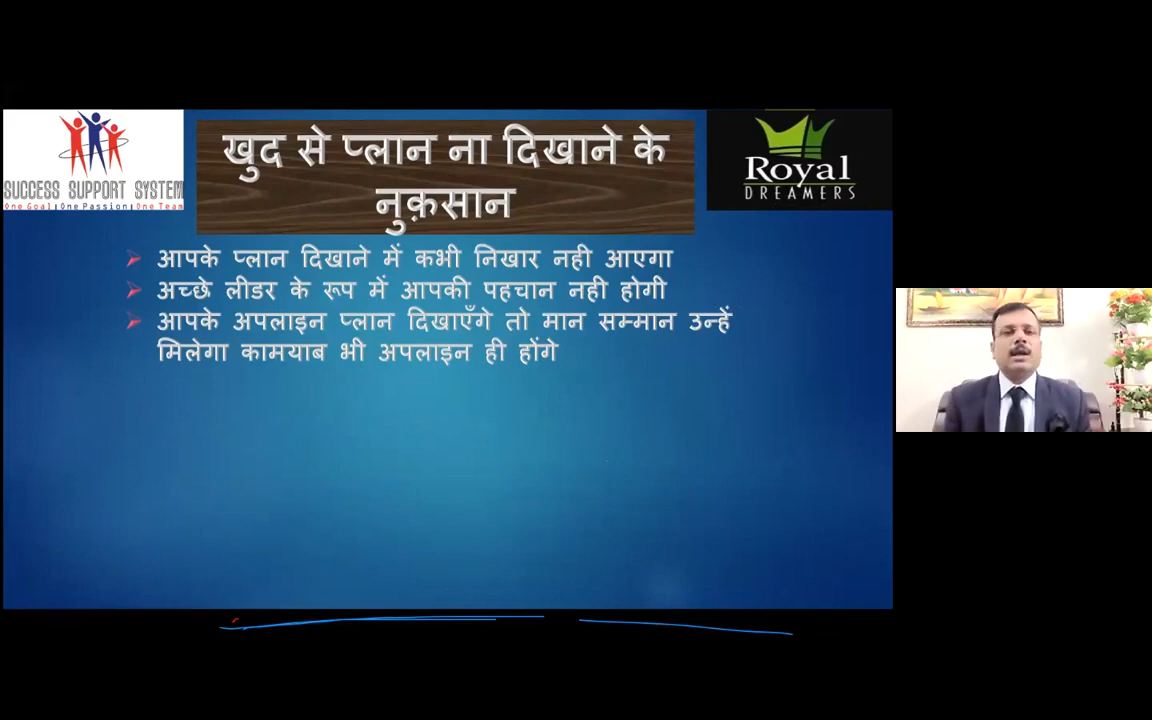 SUCCESS SUPPORT SYSTEM
One Goal | One Passion | One Team
खुद से प्लान ना दिखाने के
नुक़सान
Royal
DREAMERS
आपके प्लान दिखाने में कभी निखार नही आएगा
अच्छे लीडर के रूप में आपकी पहचान नही होगी
आपके अपलाइन प्लान दिखाएँगे तो मान सम्मान उन्हें
मिलेगा कामयाब भी अपलाइन ही होंगे